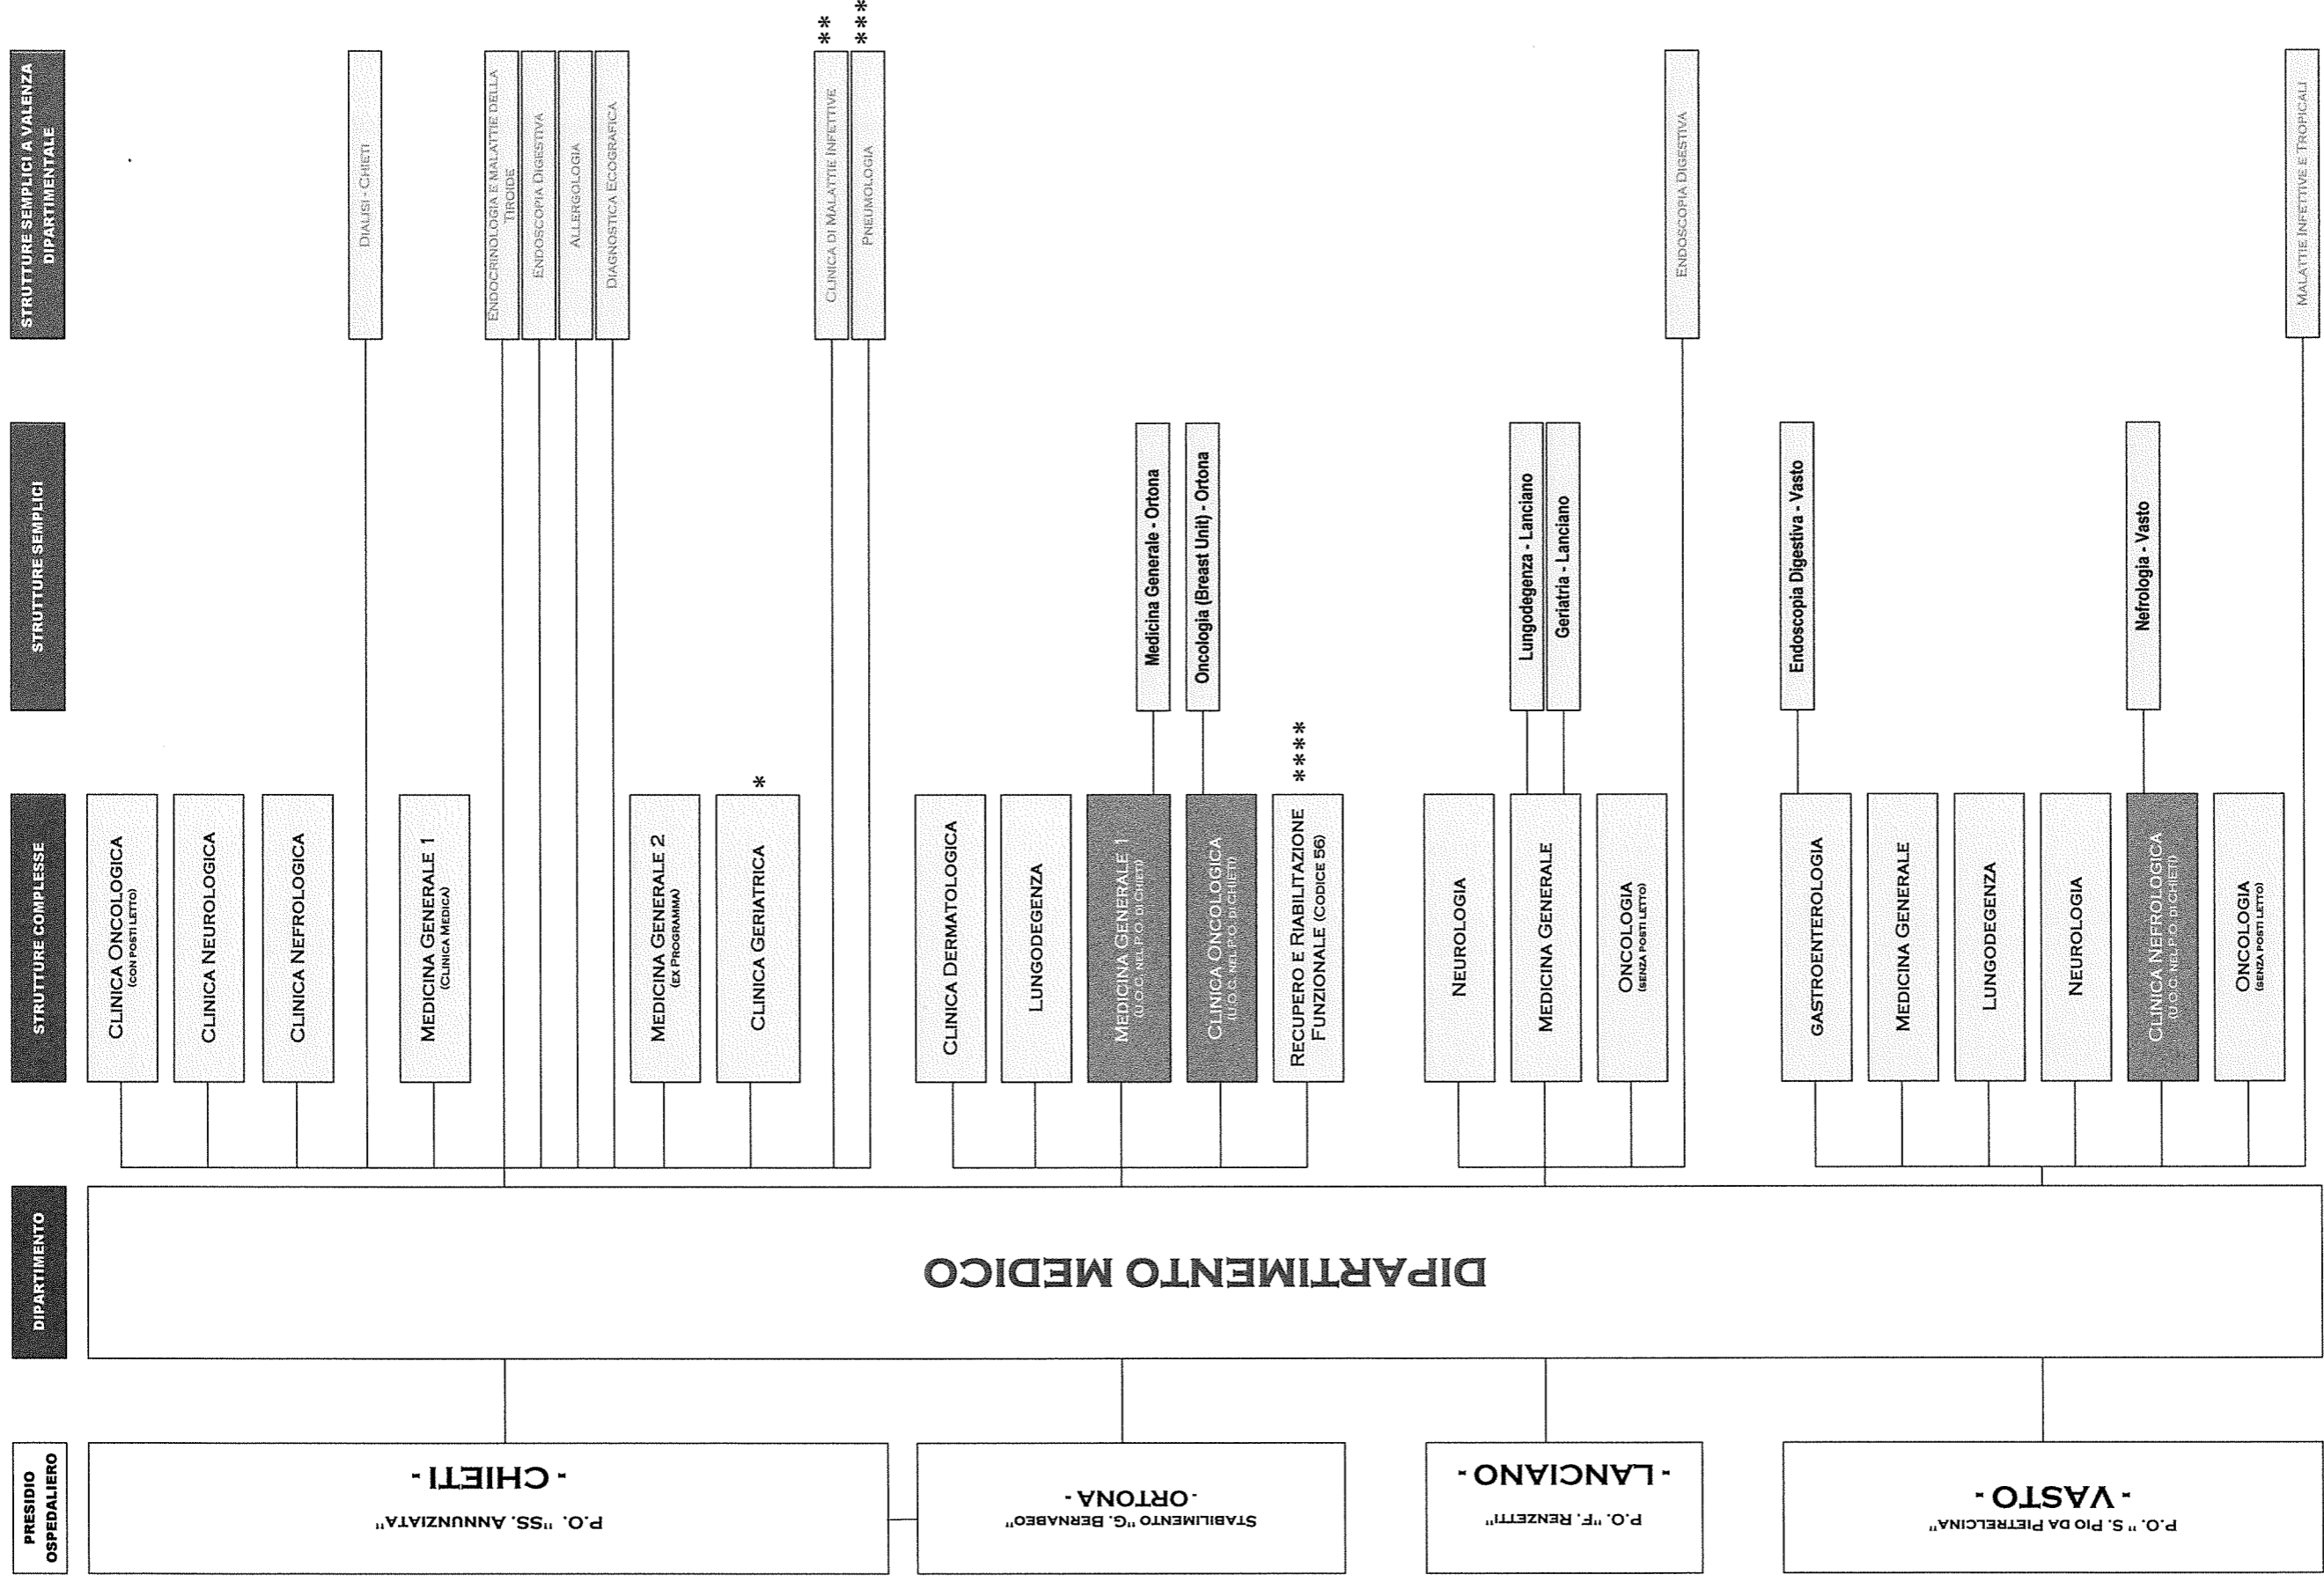 PRESIDIO
OSPEDALIERO
DIPARTIMENTO
STRUTTURE COMPLESSE
STRUTTURE SEMPLICI
STRUTTURE SEMPLICI A VALENZA
DIPARTIMENTALE
- CHIETI -
P.O. "SS. ANNUNZIATA"
- ORTONA -
STABILIMENTO "G. BERNABEO"
- LANCIANO -
P.O. "F. RENZETTI"
- VASTO -
P.O. " S. PIO DA PIETRELCINA"
DIPARTIMENTO MEDICO
CLINICA ONCOLOGICA
(CON POSTI LETTO)
CLINICA NEUROLOGICA
CLINICA NEFROLOGICA
DIALISI - CHIETI
MEDICINA GENERALE 1
(CLINICA MEDICA)
ENDOCRINOLOGIA E MALATTIE DELLA
TIROIDE
ENDOSCOPIA DIGESTIVA
ALLERGOLOGIA
DIAGNOSTICA ECOGRAFICA
MEDICINA GENERALE 2
(EX PROGRAMMA)
CLINICA GERIATRICA
*
CLINICA DI MALATTIE INFETTIVE
**
PNEUMOLOGIA
***
CLINICA DERMATOLOGICA
LUNGODEGENZA
MEDICINA GENERALE 1
(U.O.C. NEL P.O. DI CHIETI)
Medicina Generale - Ortona
CLINICA ONCOLOGICA
(U.O.C. NEL P.O. DI CHIETI)
Oncologia (Breast Unit) - Ortona
RECUPERO E RIABILITAZIONE
FUNZIONALE (CODICE 56)
****
NEUROLOGIA
MEDICINA GENERALE
Lungodegenza - Lanciano
Geriatria - Lanciano
ONCOLOGIA
(SENZA POSTI LETTO)
ENDOSCOPIA DIGESTIVA
GASTROENTEROLOGIA
Endoscopia Digestiva - Vasto
MEDICINA GENERALE
LUNGODEGENZA
NEUROLOGIA
CLINICA NEFROLOGICA
(U.O.C. NEL P.O. DI CHIETI)
Nefrologia - Vasto
ONCOLOGIA
(SENZA POSTI LETTO)
MALATTIE INFETTIVE E TROPICALI